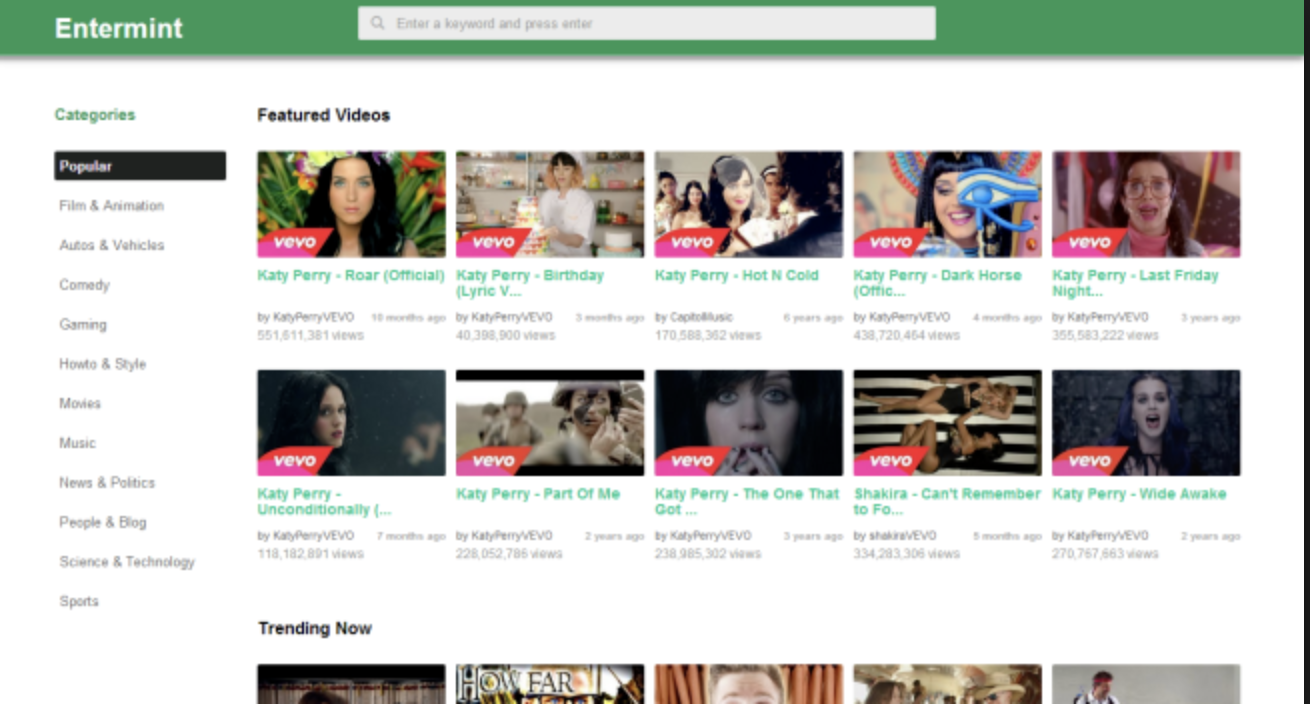 Entermint
Enter a keyword and press enter
Categories
Popular
Film & Animation
Autos & Vehicles
Comedy
Gaming
Howto & Style
Movies
Music
News & Politics
People & Blog
Science & Technology
Sports
Featured Videos
vevo
Katy Perry - Roar (Official)
by KatyPerryVEVO 10 months ago
551,611,381 views
vevo
Katy Perry - Birthday
(Lyric V...
by KatyPerryVEVO 3 months ago
40,398,900 views
vevo
Katy Perry - Hot N Cold
by CapitolMusic 6 years ago
170,588,362 views
vevo
Katy Perry - Dark Horse
(Offic...
by KatyPerryVEVO 4 months ago
438,720,464 views
vevo
Katy Perry - Last Friday
Night...
by KatyPerryVEVO 3 years ago
355,583,222 views
vevo
Katy Perry -
Unconditionally (...
by KatyPerryVEVO 7 months ago
118,182,891 views
vevo
Katy Perry - Part Of Me
by KatyPerryVEVO 2 years ago
228,052,786 views
vevo
Katy Perry - The One That
Got ...
by KatyPerryVEVO 3 years ago
238,985,302 views
vevo
Shakira - Can't Remember
to Fo...
by shakiraVEVO 5 months ago
334,283,306 views
vevo
Katy Perry - Wide Awake
by KatyPerryVEVO 2 years ago
270,767,663 views
Trending Now
HOW FAR